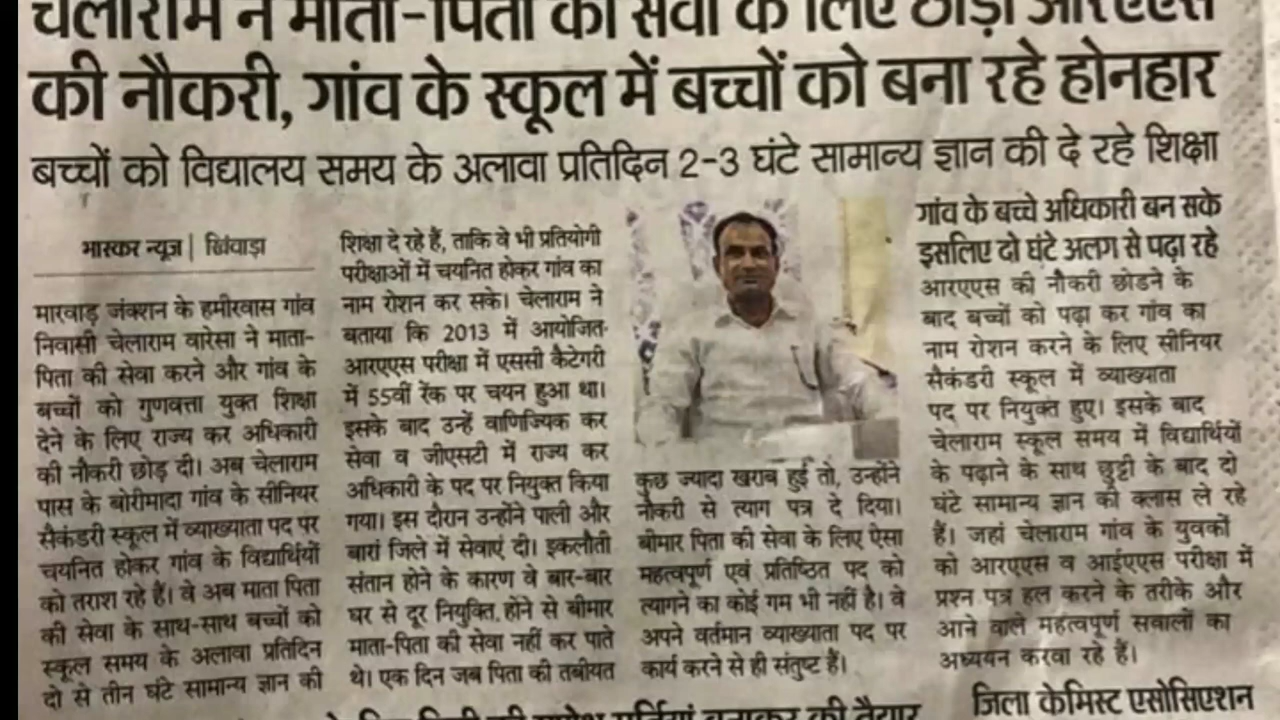 चेलाराम ने माता-पिता की सेवा के लिए छोड़ी आरएएस
की नौकरी, गांव के स्कूल में बच्चों को बना रहे होनहार
बच्चों को विद्यालय समय के अलावा प्रतिदिन 2-3 घंटे सामान्य ज्ञान की दे रहे शिक्षा
भास्कर न्यूज | खिंवाड़ा
मारवाड़ जंक्शन के हमीरवास गांव
निवासी चेलाराम वारेसा ने माता-
पिता की सेवा करने और गांव के
बच्चों को गुणवत्ता युक्त शिक्षा
देने के लिए राज्य कर अधिकारी
की नौकरी छोड़ दी। अब चेलाराम
पास के बोरीमादा गांव के सीनियर
सैकंडरी स्कूल में व्याख्याता पद पर
चयनित होकर गांव के विद्यार्थियों
को तराश रहे हैं। वे अब माता पिता
की सेवा के साथ-साथ बच्चों को
स्कूल समय के अलावा प्रतिदिन
दो से तीन घंटे सामान्य ज्ञान की
शिक्षा दे रहे हैं, ताकि वे भी प्रतियोगी
परीक्षाओं में चयनित होकर गांव का
नाम रोशन कर सके। चेलाराम ने
बताया कि 2013 में आयोजित
आरएएस परीक्षा में एससी कैटेगरी
में 55वीं रेंक पर चयन हुआ था।
इसके बाद उन्हें वाणिज्यिक कर
सेवा व जीएसटी में राज्य कर
अधिकारी के पद पर नियुक्त किया
गया। इस दौरान उन्होंने पाली और
बारां जिले में सेवाएं दी। इकलौती
संतान होने के कारण वे बार-बार
घर से दूर नियुक्ति होने से बीमार
माता-पिता की सेवा नहीं कर पाते
थे। एक दिन जब पिता की तबीयत
कुछ ज्यादा खराब हुई तो, उन्होंने
नौकरी से त्याग पत्र दे दिया।
बीमार पिता की सेवा के लिए ऐसा
महत्वपूर्ण एवं प्रतिष्ठित पद को
त्यागने का कोई गम भी नहीं है। वे
अपने वर्तमान व्याख्याता पद पर
कार्य करने से ही संतुष्ट हैं।
गांव के बच्चे अधिकारी बन सके
इसलिए दो घंटे अलग से पढ़ा रहे
आरएएस की नौकरी छोडने के
बाद बच्चों को पढ़ा कर गांव का
नाम रोशन करने के लिए सीनियर
सैकंडरी स्कूल में व्याख्याता
पद पर नियुक्त हुए। इसके बाद
चेलाराम स्कूल समय में विद्यार्थियों
के पढ़ाने के साथ छुट्टी के बाद दो
घंटे सामान्य ज्ञान की क्लास ले रहे
हैं। जहां चेलाराम गांव के युवकों
को आरएएस व आईएएस परीक्षा में
प्रश्न पत्र हल करने के तरीके और
आने वाले महत्वपूर्ण सवालों का
अध्ययन करवा रहे हैं।
जिला केमिस्ट एसोसिएशन